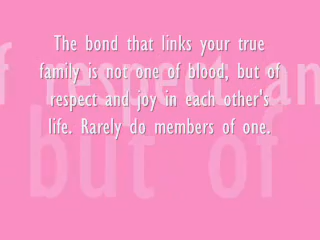 The bond that links your true
family is not one of blood, but of
respect and joy in each other's
life. Rarely do members of one.
f respect an
but of